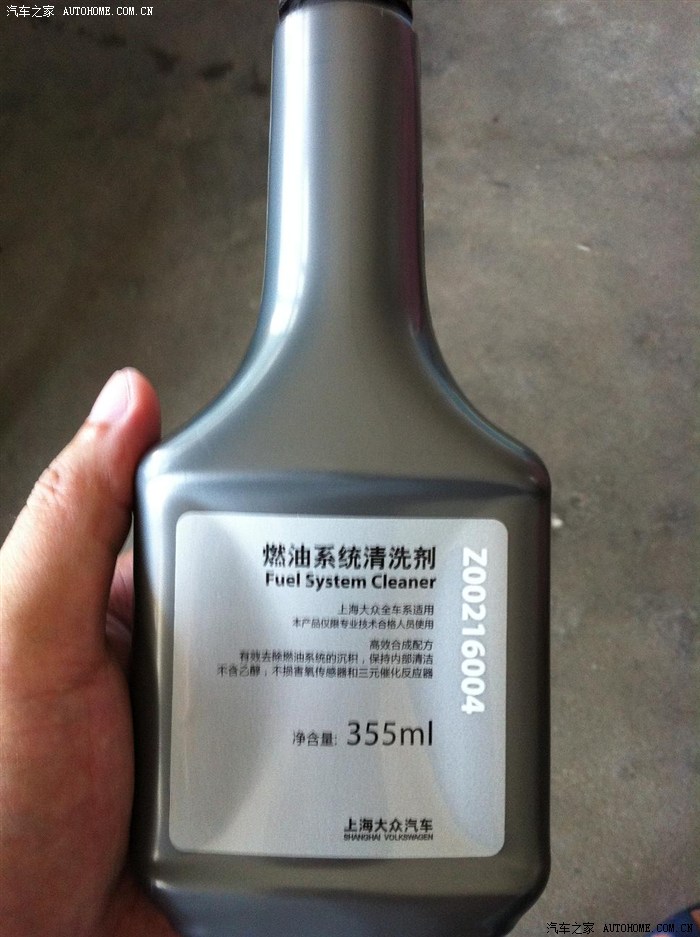 汽车之家 AUTOHOME.COM.CN
燃油系统清洗剂
Fuel System Cleaner
上海大众全车系适用
本产品仅限专业技术合格人员使用
高效合成配方
有效去除燃油系统的沉积，保持内部清洁
不含乙醇，不损害氧传感器和三元催化反应器
净含量: 355ml
上海大众汽车
SHANGHAI VOLKSWAGEN
Z00216004
汽车之家 AUTOHOME.COM.CN